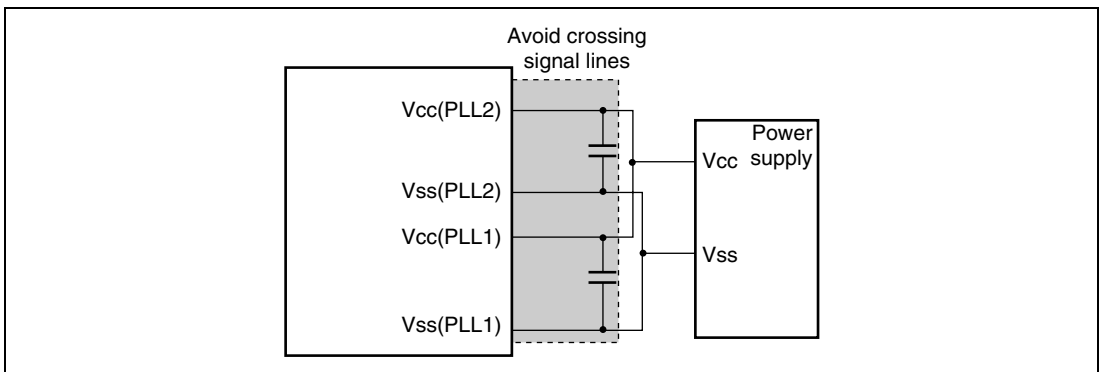 Avoid crossing
signal lines
Vcc(PLL2)
Vss(PLL2)
Vcc(PLL1)
Vss(PLL1)
Power
supply
Vcc
Vss